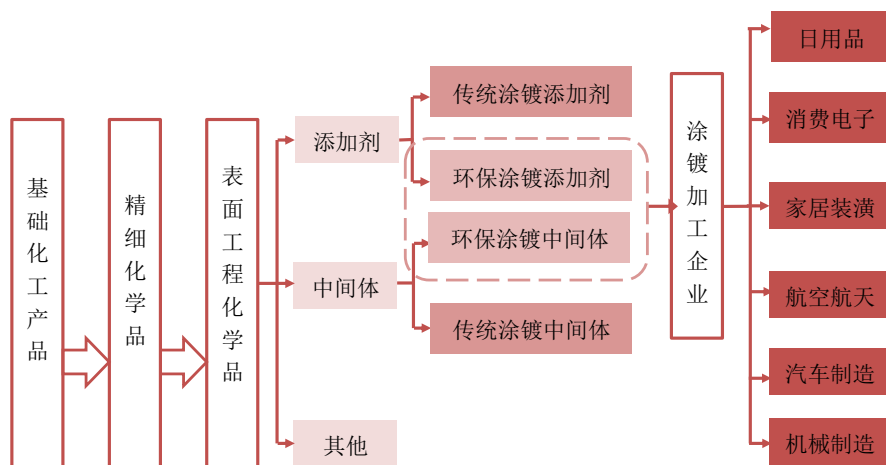 基础化工产品
精细化学品
表面工程化学品
添加剂
中间体
其他
传统涂镀添加剂
环保涂镀添加剂
环保涂镀中间体
传统涂镀中间体
涂镀加工企业
日用品
消费电子
家居装潢
航空航天
汽车制造
机械制造